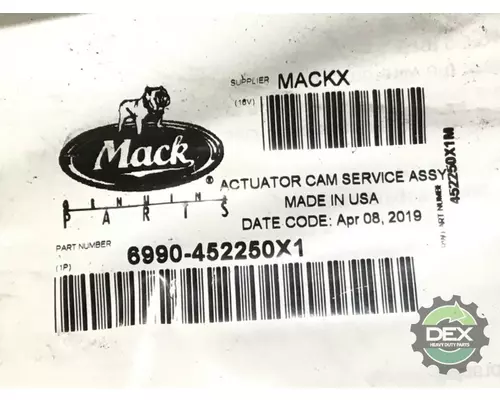 SUPPLIER MACKX
(16V)
Mack
®
GENUINE
PARTS
ACTUATOR CAM SERVICE ASSY
MADE IN USA
DATE CODE: Apr 08, 2019
452250X1M
PART NUMBER 6990-452250X1
(1P)
DEX
HEAVY DUTY PARTS